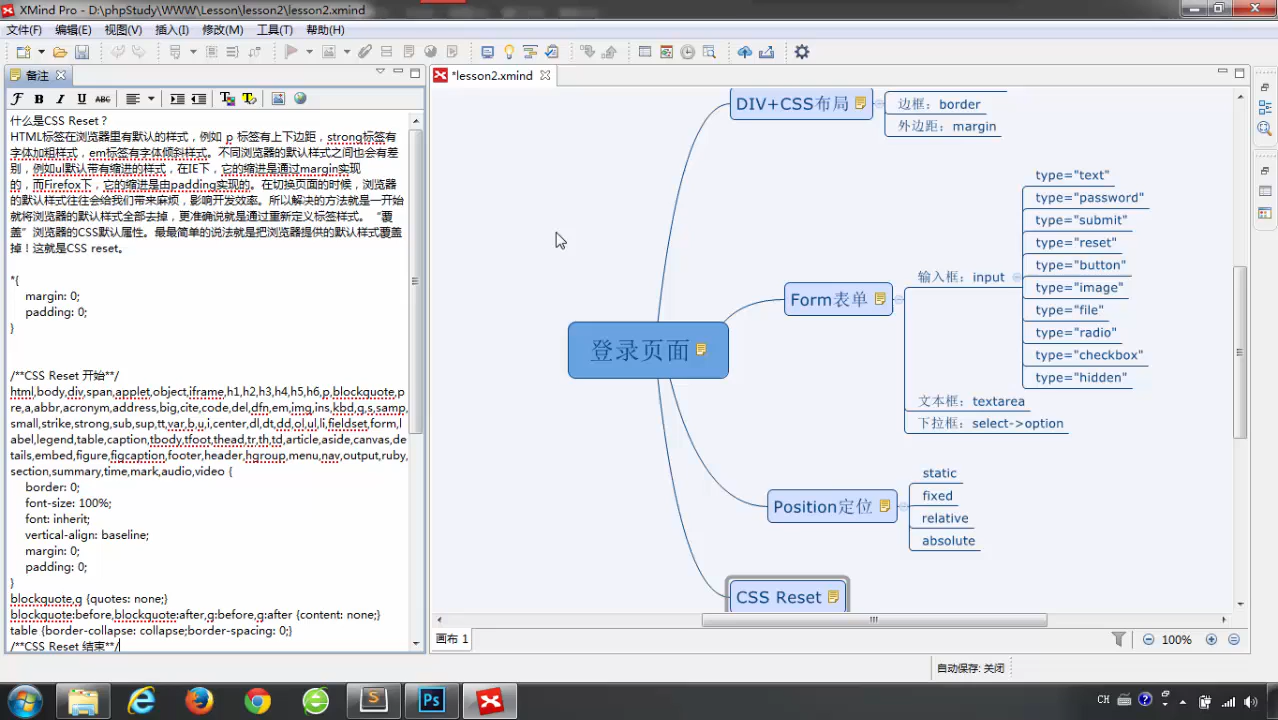 XMind Pro - D:\phpStudy\WWW\Lesson\lesson2\lesson2.xmind
文件(F) 编辑(E) 视图(V) 插入(I) 修改(M) 工具(T) 帮助(H)
备注
B I U ABC
什么是CSS Reset？
HTML标签在浏览器里有默认的样式，例如 p 标签有上下边距，strong标签有
字体加粗样式，em标签有字体倾斜样式。不同浏览器的默认样式之间也会有差
别，例如ul默认带有缩进的样式，在IE下，它的缩进是通过margin实现
的，而Firefox下，它的缩进是由padding实现的。在切换页面的时候，浏览器
的默认样式往往会给我们带来麻烦，影响开发效率。所以解决的方法就是一开始
就将浏览器的默认样式全部去掉，更准确说就是通过重新定义标签样式。“覆
盖”浏览器的CSS默认属性。最最简单的说法就是把浏览器提供的默认样式覆盖
掉！这就是CSS reset。
*{
margin: 0;
padding: 0;
}
/**CSS Reset 开始**/
html,body,div,span,applet,object,iframe,h1,h2,h3,h4,h5,h6,p,blockquote,p
re,a,abbr,acronym,address,big,cite,code,del,dfn,em,img,ins,kbd,q,s,samp,
small,strike,strong,sub,sup,tt,var,b,u,i,center,dl,dt,dd,ol,ul,li,fieldset,form,l
abel,legend,table,caption,tbody,tfoot,thead,tr,th,td,article,aside,canvas,de
tails,embed,figure,figcaption,footer,header,hgroup,menu,nav,output,ruby,
section,summary,time,mark,audio,video {
border: 0;
font-size: 100%;
font: inherit;
vertical-align: baseline;
margin: 0;
padding: 0;
}
blockquote,q {quotes: none;}
blockquote:before,blockquote:after,q:before,q:after {content: none;}
table {border-collapse: collapse;border-spacing: 0;}
/**CSS Reset 结束**/
*lesson2.xmind
登录页面
DIV+CSS布局
边框：border
外边距：margin
Form表单
输入框：input
type="text"
type="password"
type="submit"
type="reset"
type="button"
type="image"
type="file"
type="radio"
type="checkbox"
type="hidden"
文本框：textarea
下拉框：select->option
Position定位
static
fixed
relative
absolute
CSS Reset
画布 1
100%
自动保存: 关闭
S
Ps
CH